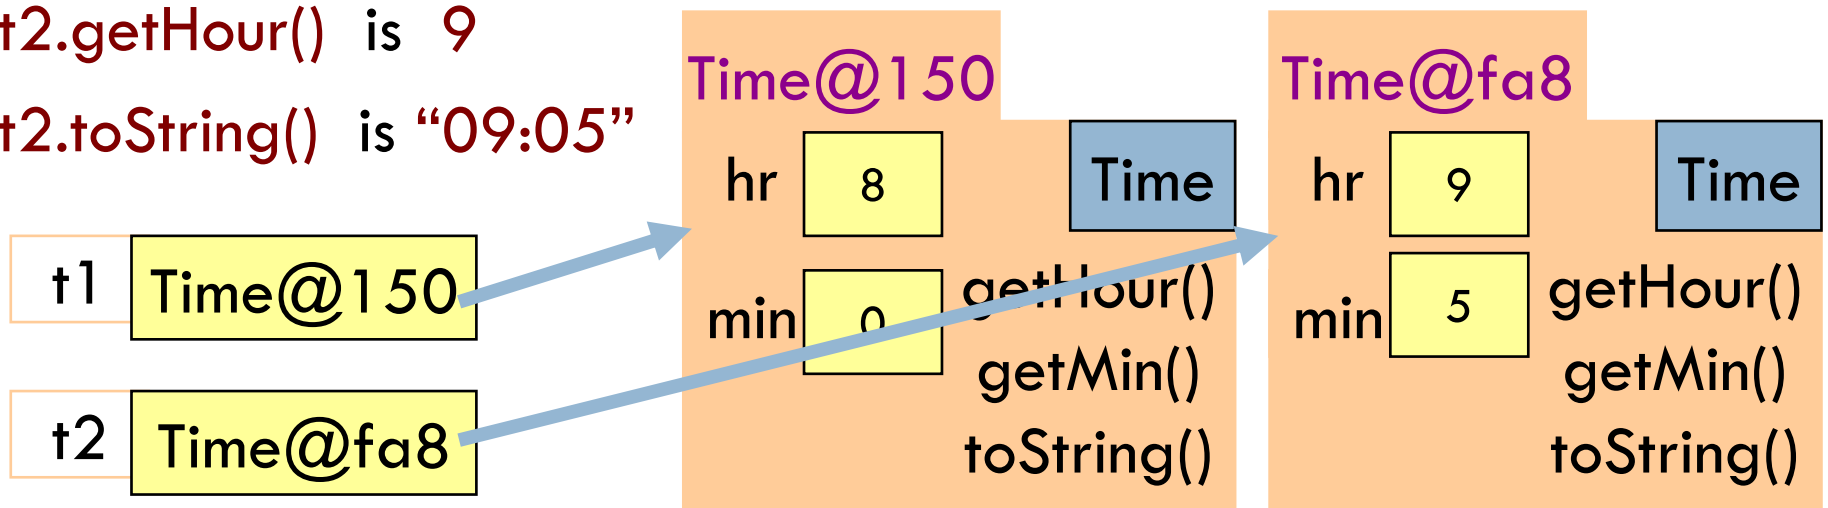 t2.getHour() is 9
t2.toString() is “09:05”
t1 Time@150
t2 Time@fa8
Time@150
Time
hr 8
min 0
getHour()
getMin()
toString()
Time@fa8
Time
hr 9
min 5
getHour()
getMin()
toString()